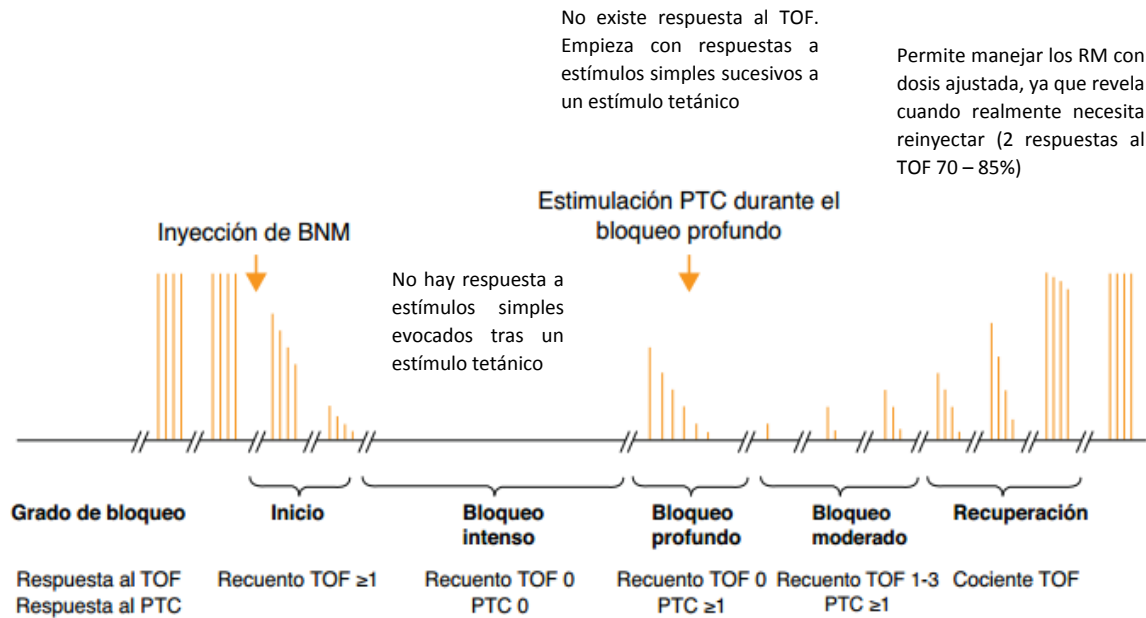 No existe respuesta al TOF.
Empieza con respuestas a
estímulos simples sucesivos a
un estímulo tetánico
Permite manejar los RM con
dosis ajustada, ya que revela
cuando realmente necesita
reinyectar (2 respuestas al
TOF 70 – 85%)
Inyección de BNM
Estimulación PTC durante el
bloqueo profundo
No hay respuesta a
estímulos simples
evocados tras un
estímulo tetánico
Grado de bloqueo
Inicio
Bloqueo
intenso
Bloqueo
profundo
Bloqueo
moderado
Recuperación
Respuesta al TOF
Respuesta al PTC
Recuento TOF ≥1
Recuento TOF 0
PTC 0
Recuento TOF 0
PTC ≥1
Recuento TOF 1-3
PTC ≥1
Cociente TOF